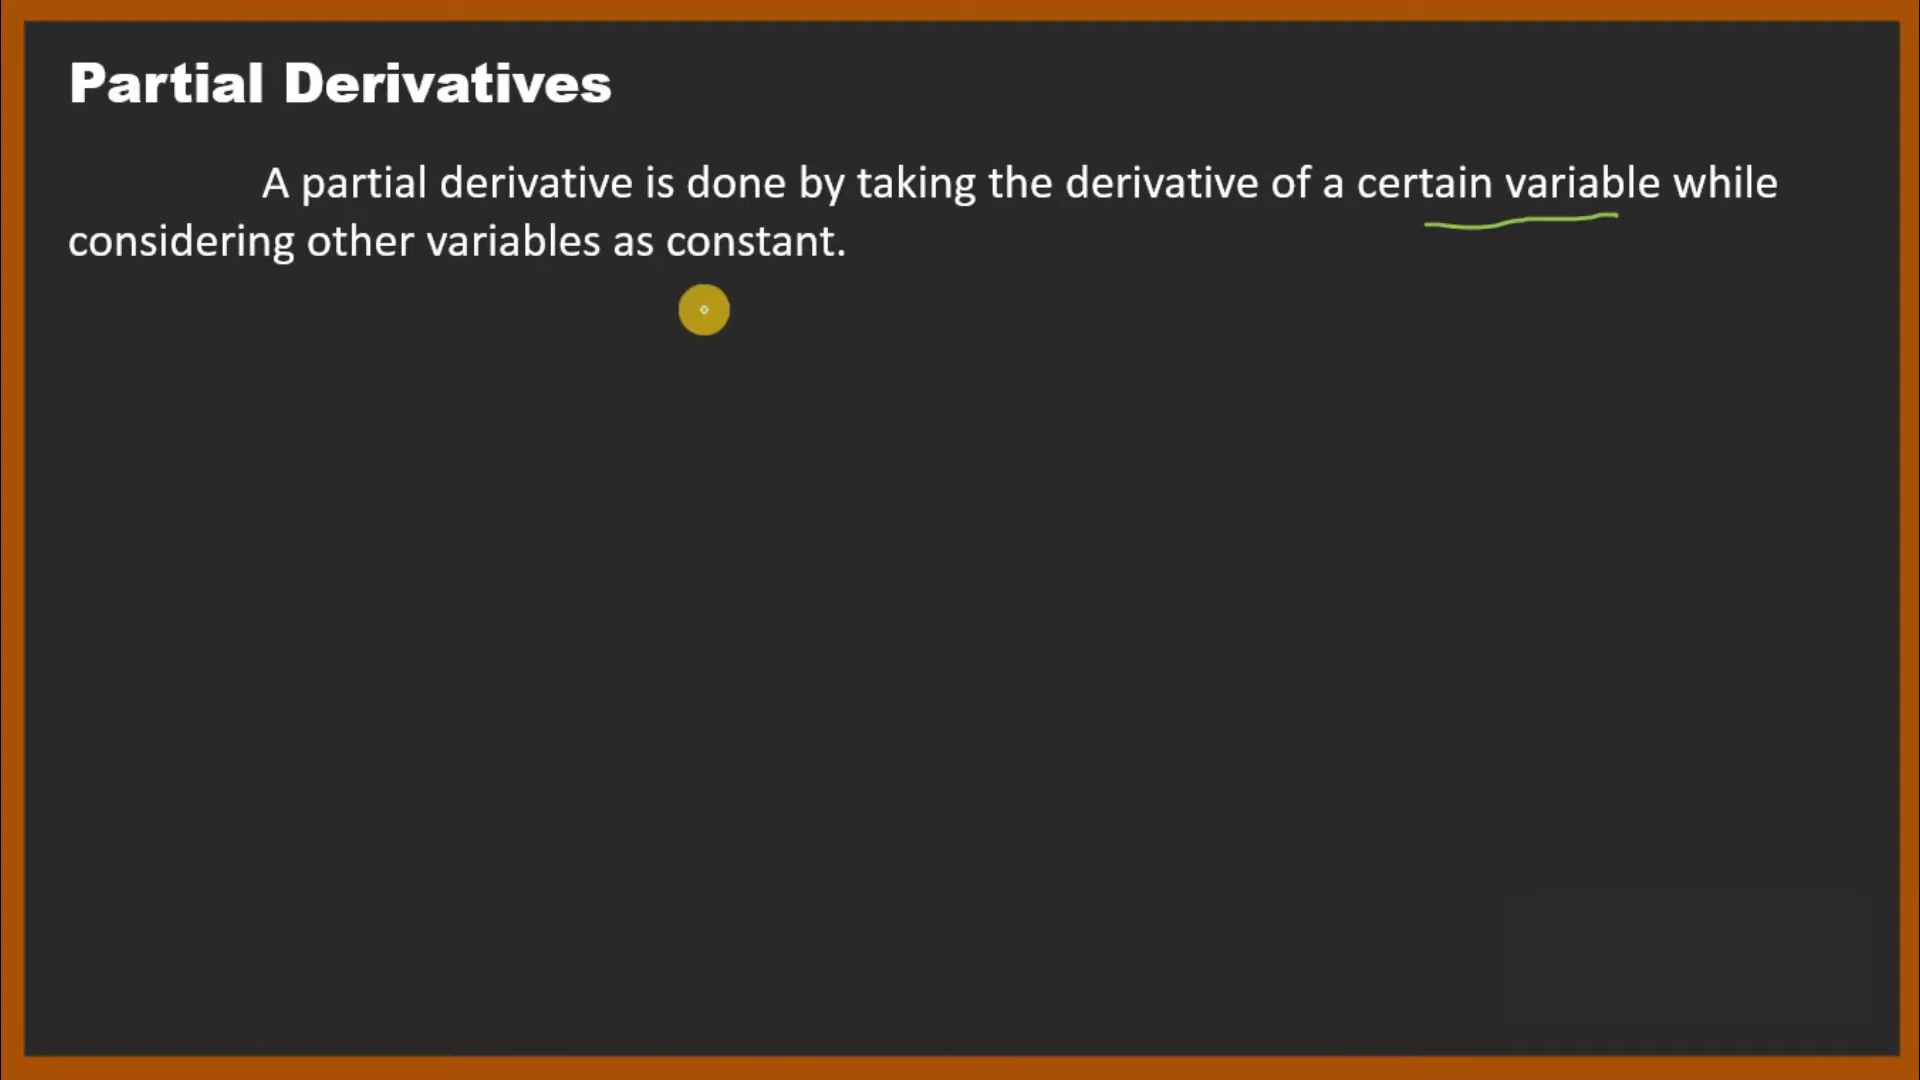 Partial Derivatives
A partial derivative is done by taking the derivative of a certain variable while
considering other variables as constant.